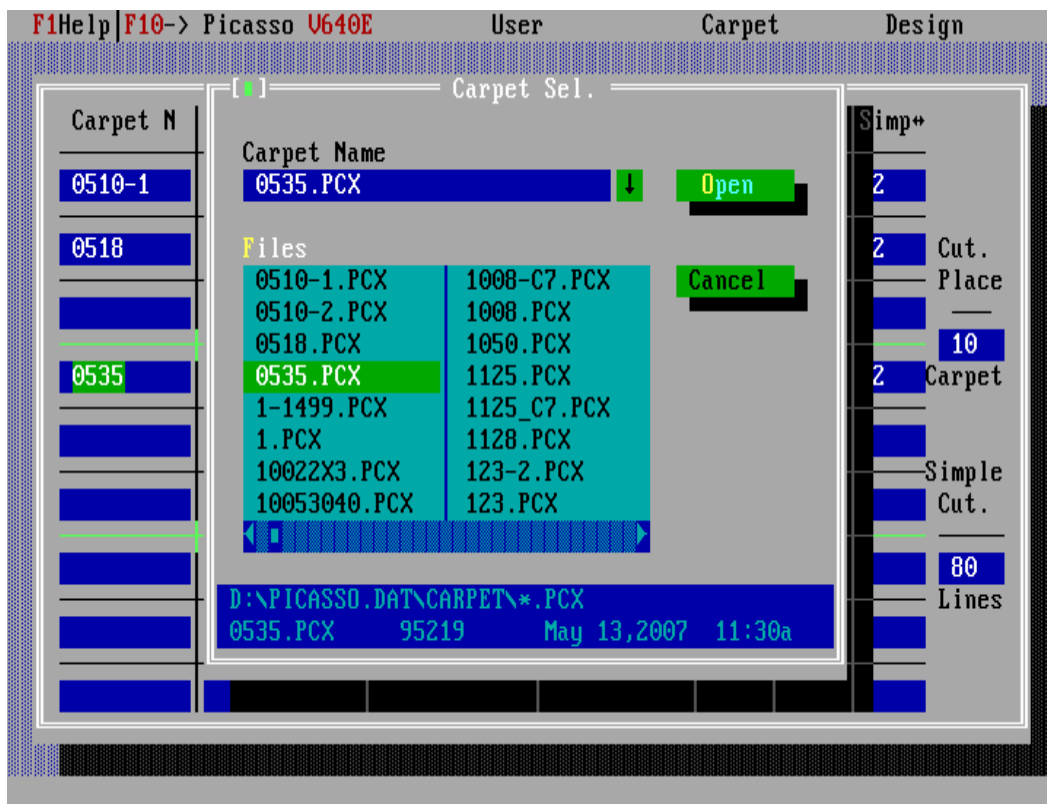 F1Help F10-> Picasso V640E User Carpet Design
[ ] Carpet Sel.
Carpet N
Simp↔
Carpet Name
0510-1
0535.PCX ↓
Open
2
0518
Files
2
Cut.
0510-1.PCX 1008-C7.PCX
Cancel
Place
0510-2.PCX 1008.PCX
0518.PCX 1050.PCX
10
0535
0535.PCX 1125.PCX
2
Carpet
1-1499.PCX 1125_C7.PCX
1.PCX 1128.PCX
10022X3.PCX 123-2.PCX
Simple
10053040.PCX 123.PCX
Cut.
80
D:\PICASSO.DAT\CARPET\*.PCX
Lines
0535.PCX 95219 May 13,2007 11:30a